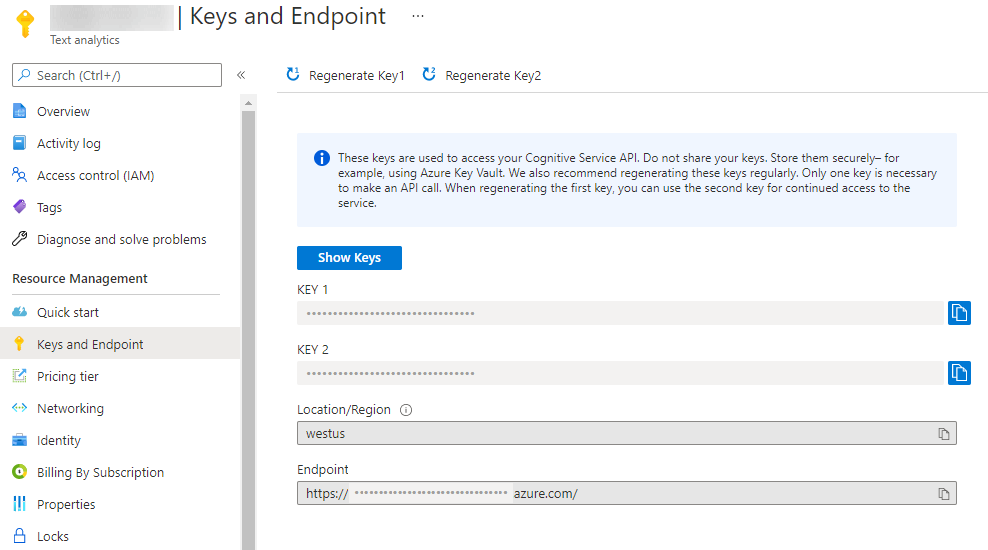 | Keys and Endpoint ...
Text analytics
Search (Ctrl+/)
«
Regenerate Key1
Regenerate Key2
Overview
Activity log
Access control (IAM)
Tags
Diagnose and solve problems
Resource Management
Quick start
Keys and Endpoint
Pricing tier
Networking
Identity
Billing By Subscription
Properties
Locks
These keys are used to access your Cognitive Service API. Do not share your keys. Store them securely– for
example, using Azure Key Vault. We also recommend regenerating these keys regularly. Only one key is necessary
to make an API call. When regenerating the first key, you can use the second key for continued access to the
service.
Show Keys
KEY 1
••••••••••••••••••••••••••••••••
KEY 2
••••••••••••••••••••••••••••••••
Location/Region
westus
Endpoint
https:// •••••••••••••••••••••••••••••••• azure.com/